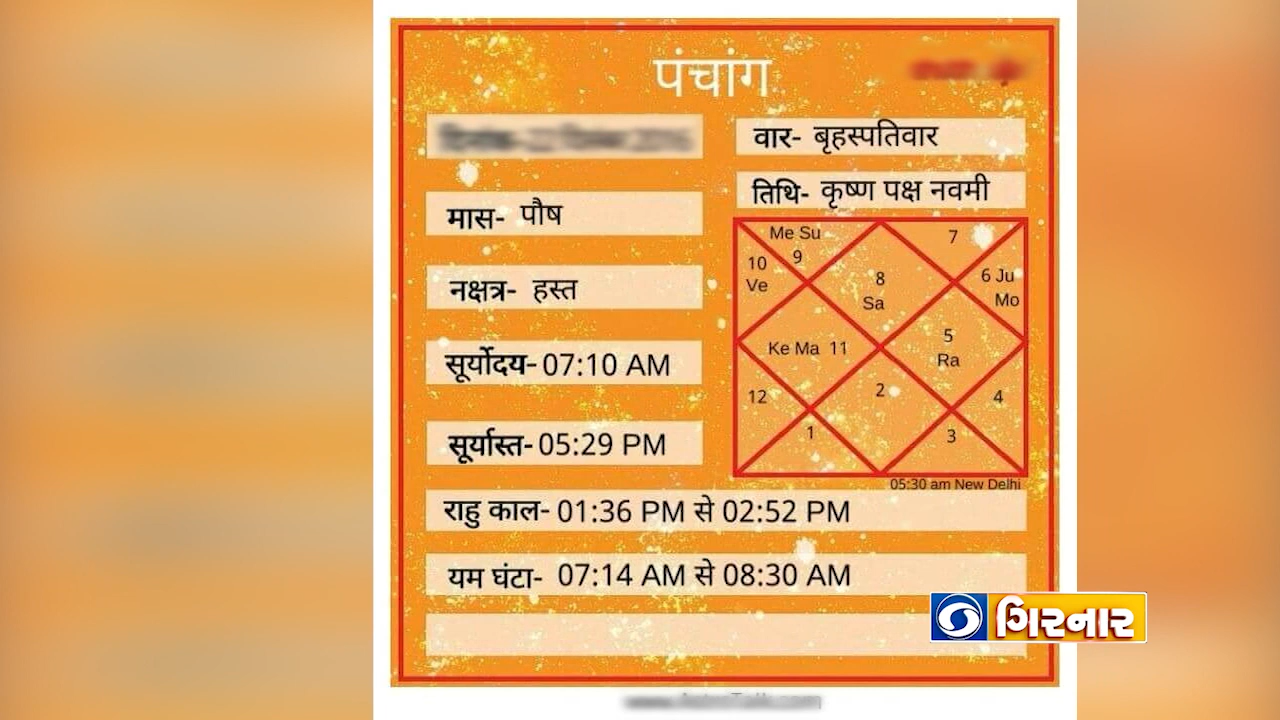 पंचांग
वार- बृहस्पतिवार
तिथि- कृष्ण पक्ष नवमी
मास- पौष
नक्षत्र- हस्त
सूर्योदय- 07:10 AM
सूर्यास्त- 05:29 PM
Me Su
9
7
10
Ve
8
Sa
6 Ju
Mo
Ke Ma 11
5
Ra
12
2
4
1
3
05:30 am New Delhi
राहु काल- 01:36 PM से 02:52 PM
यम घंटा- 07:14 AM से 08:30 AM
ગિરનાર